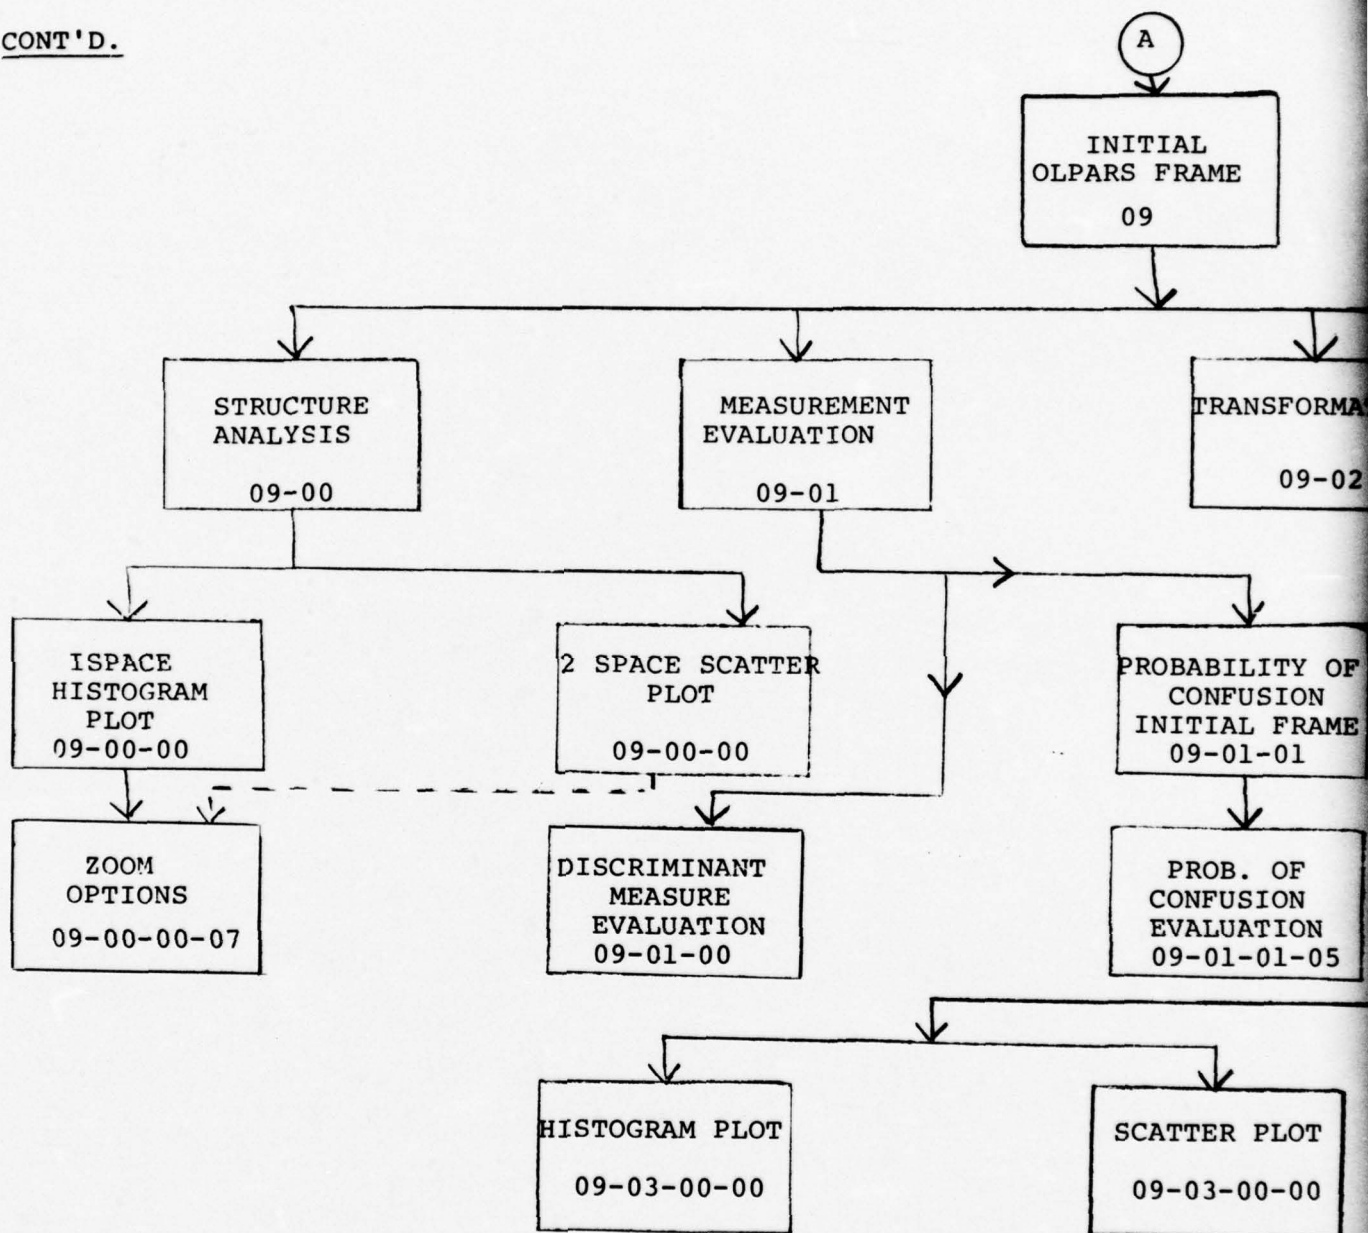 CONT'D.
A
INITIAL
OLPARS FRAME
09
STRUCTURE
ANALYSIS
09-00
MEASUREMENT
EVALUATION
09-01
09-02
ISPACE
HISTOGRAM
PLOT
09-00-00
2 SPACE SCATTER
PLOT
09-00-00
PROBABILITY OF
CONFUSION
INITIAL FRAME
09-01-01
ZOOM
OPTIONS
09-00-00-07
DISCRIMINANT
MEASURE
EVALUATION
09-01-00
PROB. OF
CONFUSION
EVALUATION
09-01-01-05
HISTOGRAM PLOT
09-03-00-00
SCATTER PLOT
09-03-00-00